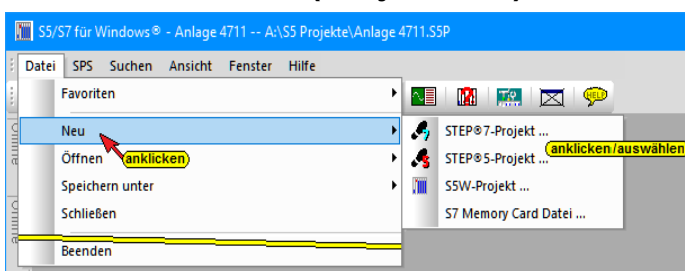 S5/S7 für Windows® - Anlage 4711 -- A:\S5 Projekte\Anlage 4711.S5P
Datei SPS Suchen Ansicht Fenster Hilfe
Favoriten
HELP
Neu
anklicken
Öffnen
Speichern unter
Schließen
Beenden
STEP®7-Projekt ...
STEP®5-Projekt ...
anklicken/auswählen
S5W-Projekt ...
S7 Memory Card Datei ...